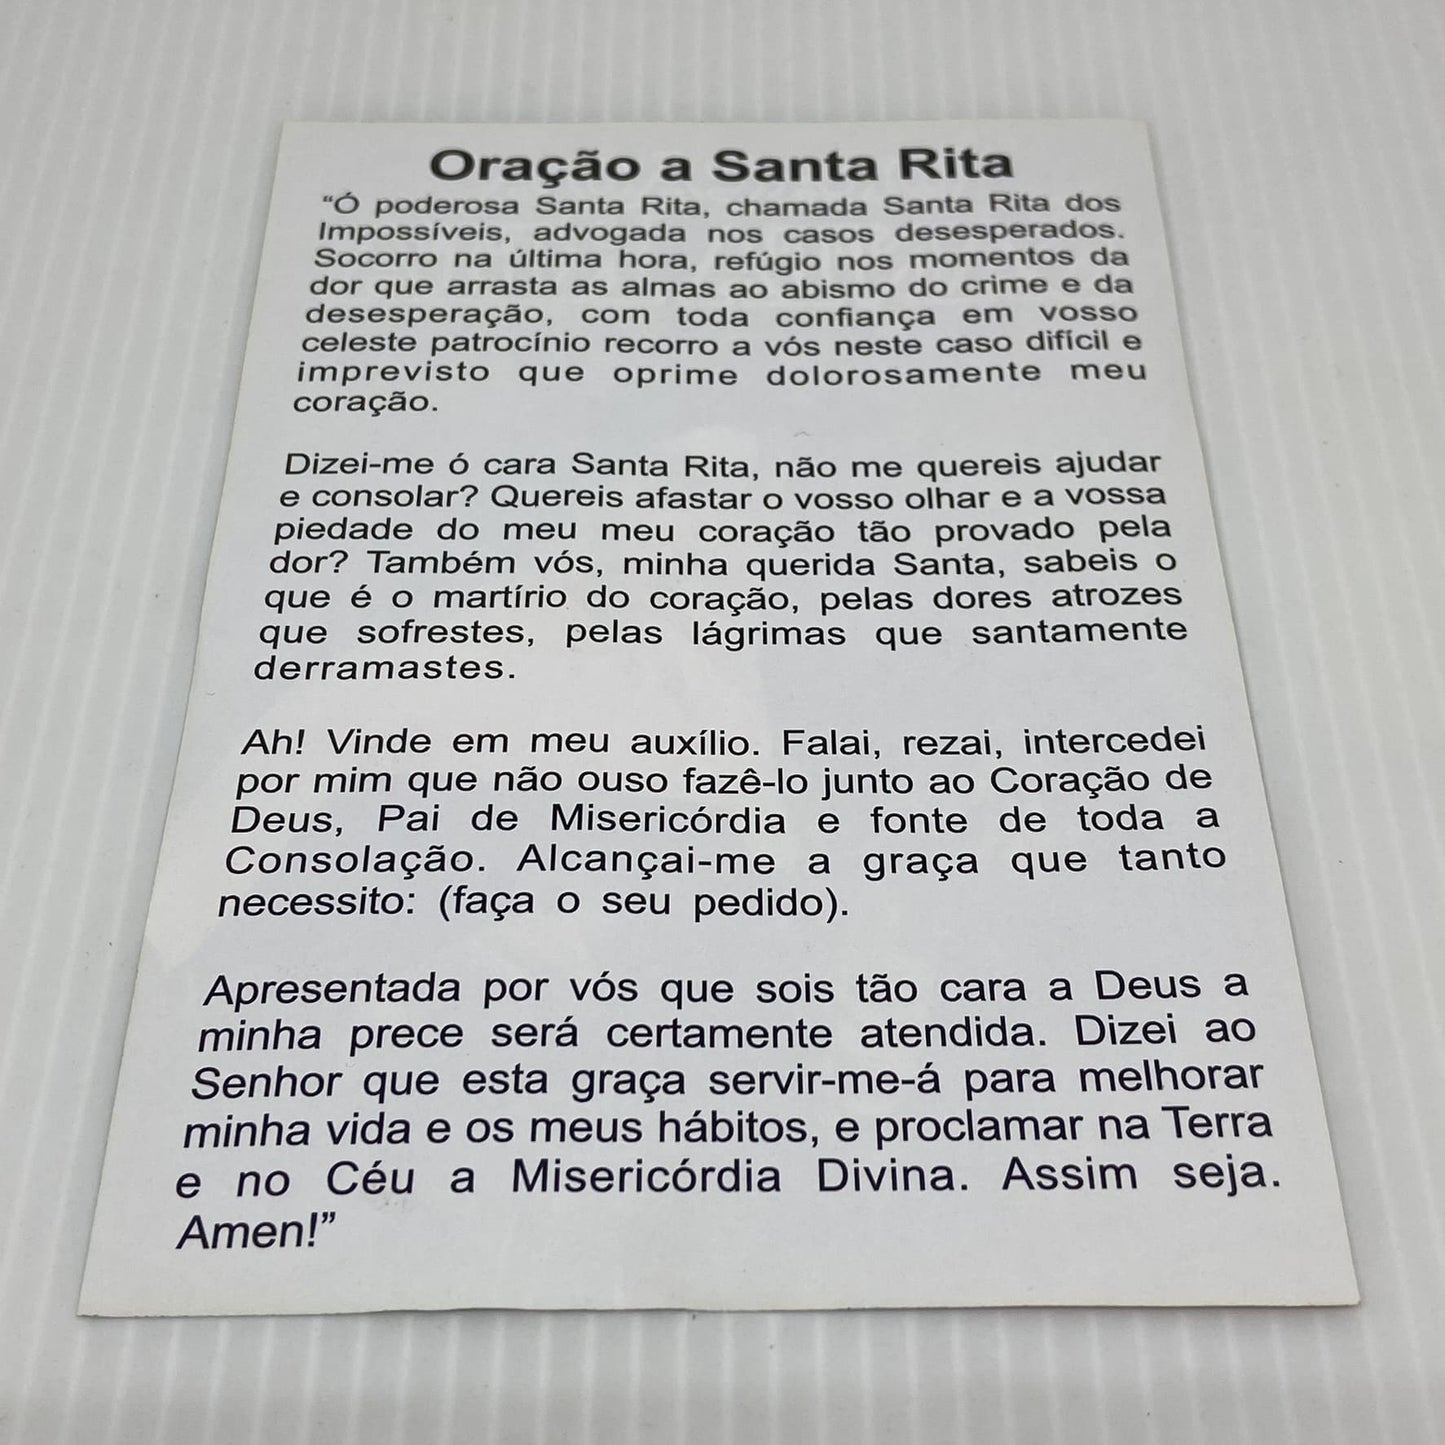 Oração a Santa Rita
“Ó poderosa Santa Rita, chamada Santa Rita dos
Impossíveis, advogada nos casos desesperados.
Socorro na última hora, refúgio nos momentos da
dor que arrasta as almas ao abismo do crime e da
desesperação, com toda confiança em vosso
celeste patrocínio recorro a vós neste caso difícil e
imprevisto que oprime dolorosamente meu
coração.
Dizei-me ó cara Santa Rita, não me quereis ajudar
e consolar? Quereis afastar o vosso olhar e a vossa
piedade do meu meu coração tão provado pela
dor? Também vós, minha querida Santa, sabeis o
que é o martírio do coração, pelas dores atrozes
que sofrestes, pelas lágrimas que santamente
derramastes.
Ah! Vinde em meu auxílio. Falai, rezai, intercedei
por mim que não ouso fazê-lo junto ao Coração de
Deus, Pai de Misericórdia e fonte de toda a
Consolação. Alcançai-me a graça que tanto
necessito: (faça o seu pedido).
Apresentada por vós que sois tão cara a Deus a
minha prece será certamente atendida. Dizei ao
Senhor que esta graça servir-me-á para melhorar
minha vida e os meus hábitos, e proclamar na Terra
e no Céu a Misericórdia Divina. Assim seja.
Amen!”